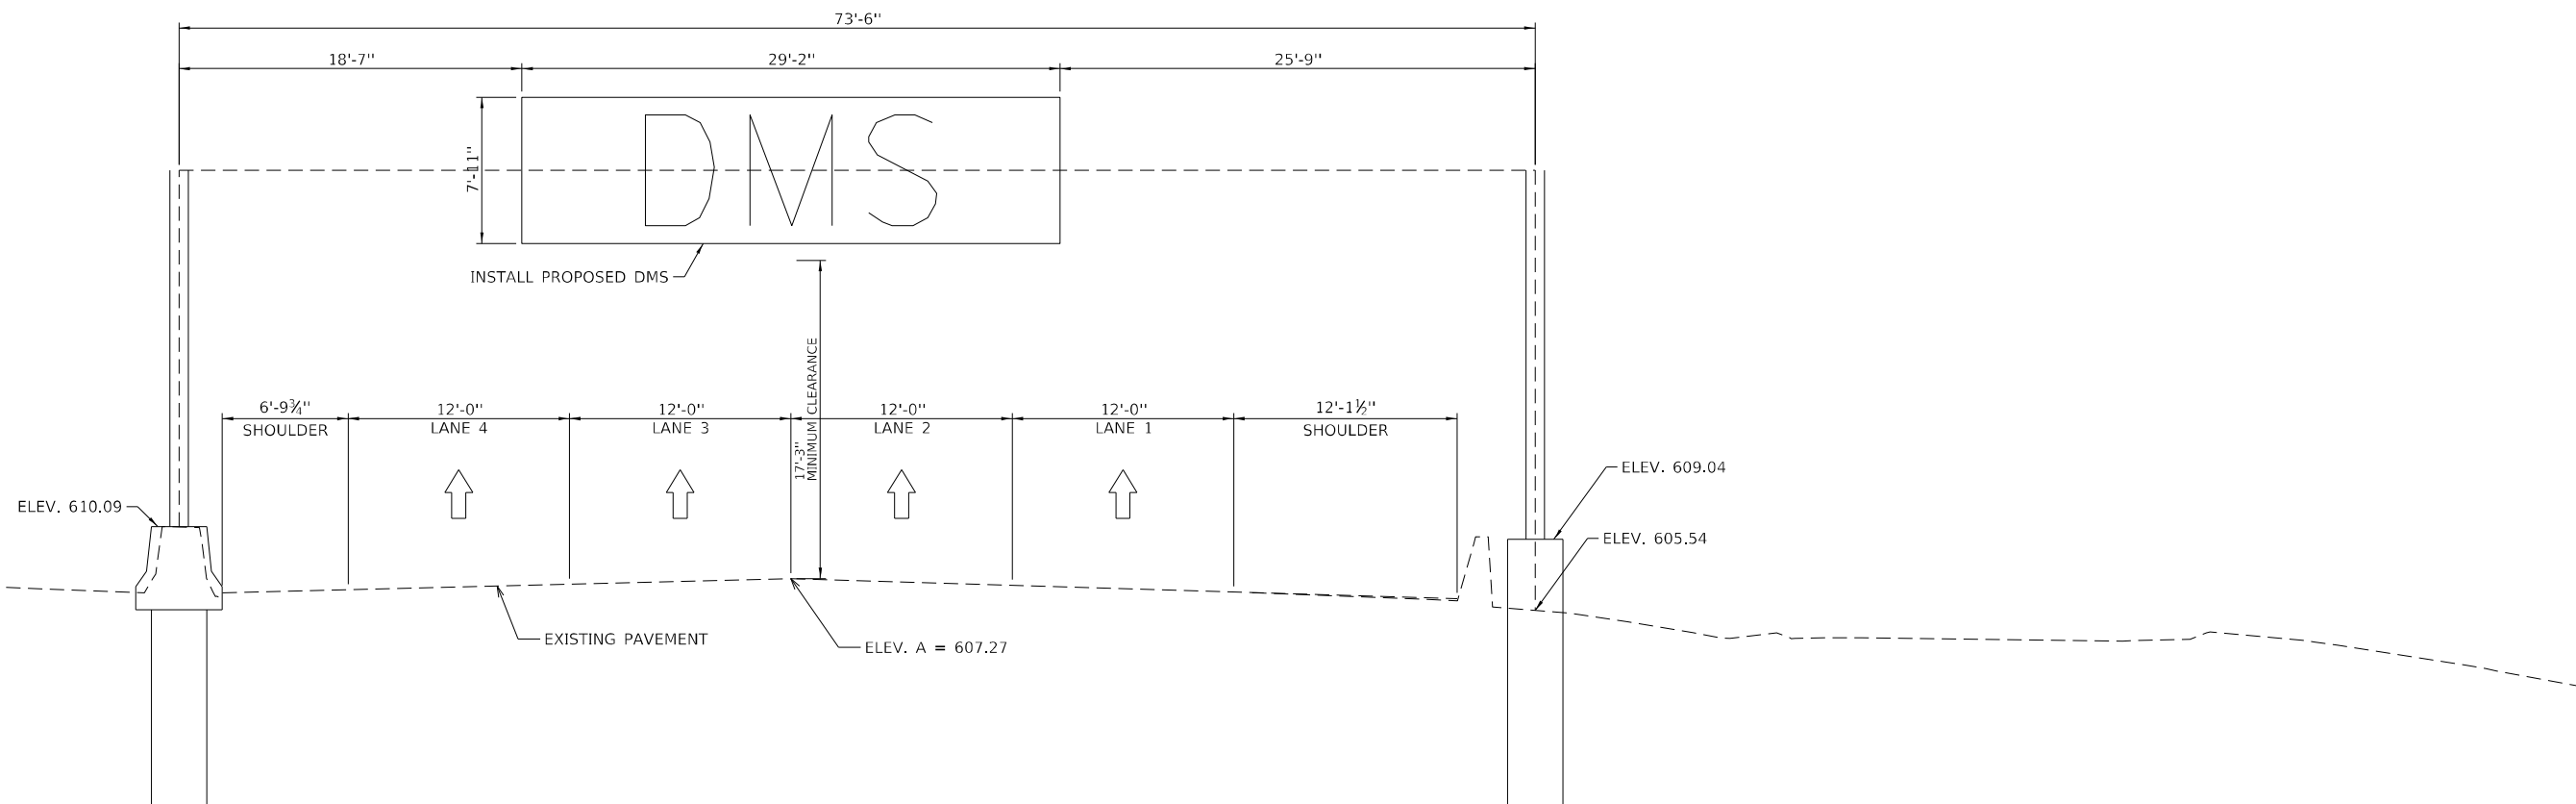 73'-6"
18'-7"
29'-2"
25'-9"
DMS
7'-11"
INSTALL PROPOSED DMS
17'-3"
MINIMUM CLEARANCE
6'-9¾"
SHOULDER
12'-0"
LANE 4
12'-0"
LANE 3
12'-0"
LANE 2
12'-0"
LANE 1
12'-1½"
SHOULDER
ELEV. 609.04
ELEV. 610.09
ELEV. 605.54
EXISTING PAVEMENT
ELEV. A = 607.27